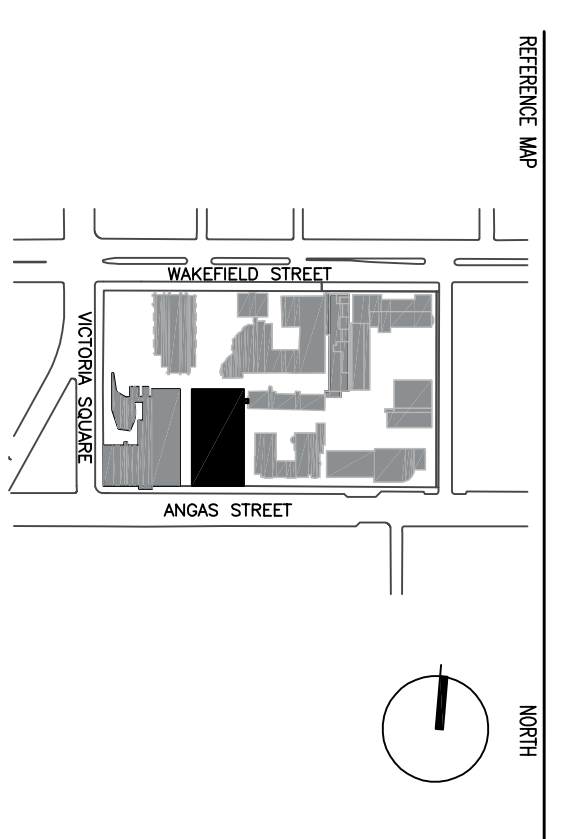 REFERENCE MAP
WAKEFIELD STREET
VICTORIA SQUARE
ANGAS STREET
NORTH